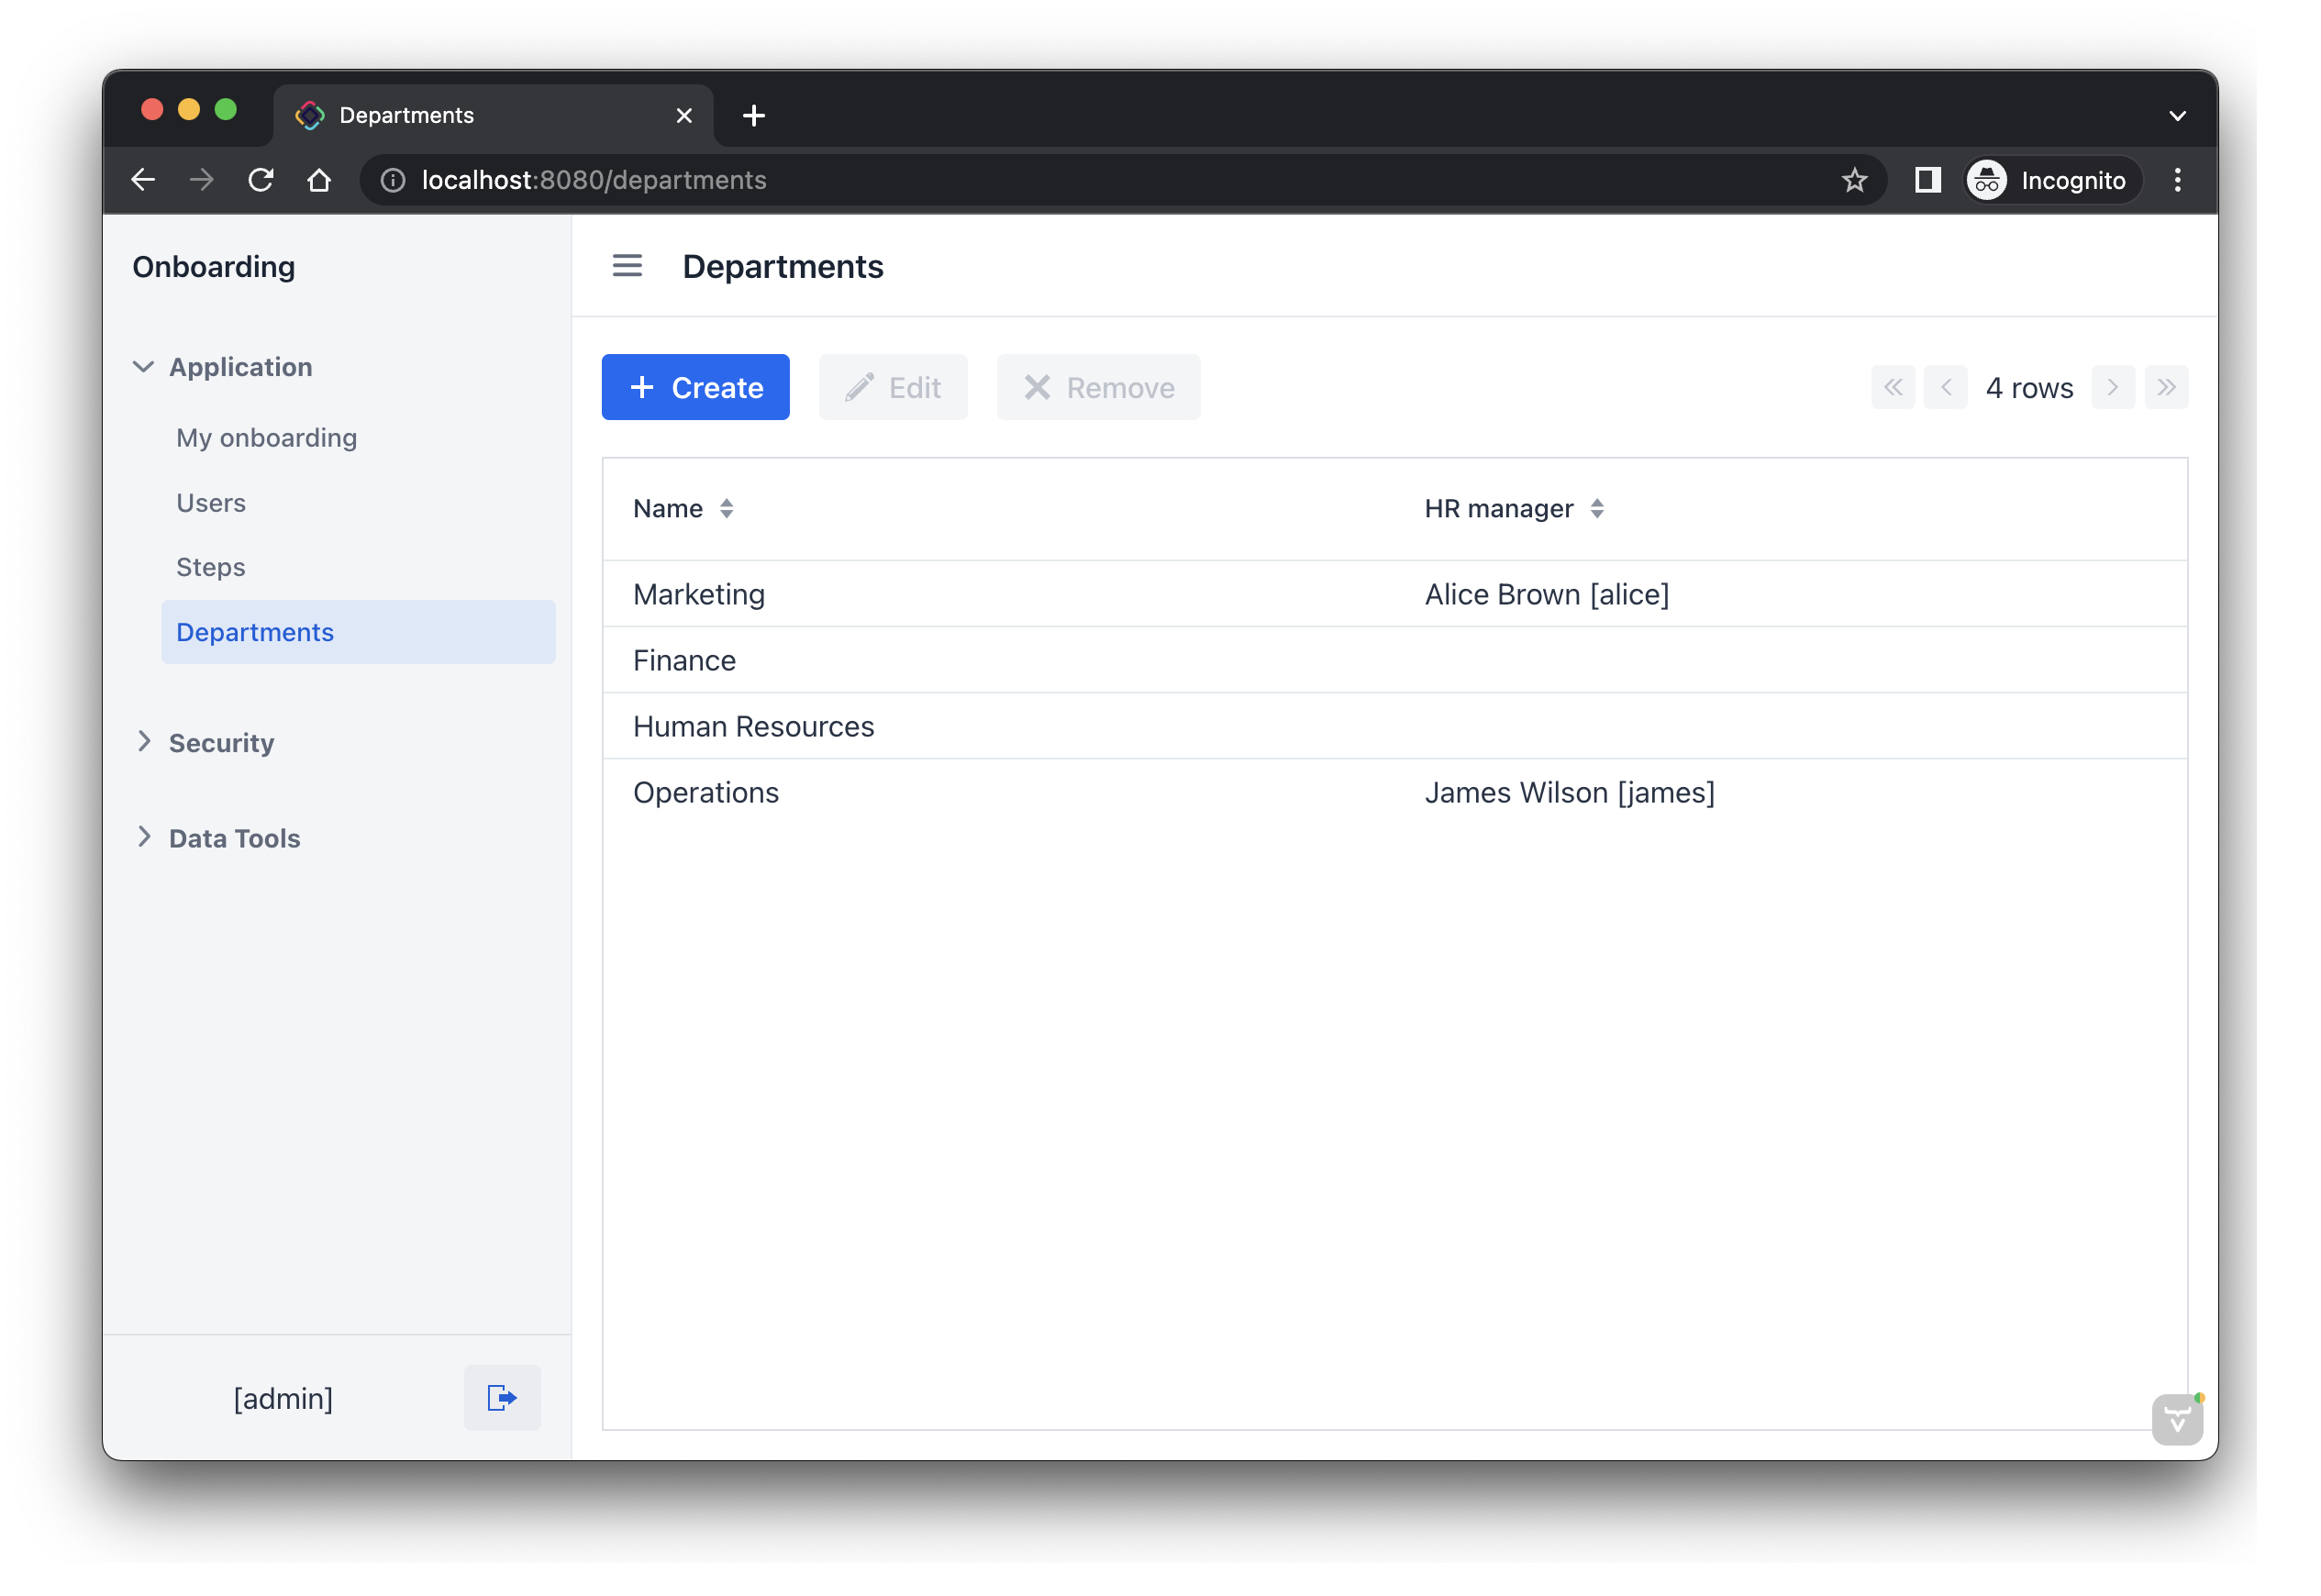 Departments
localhost:8080/departments
Incognito
Onboarding
Application
My onboarding
Users
Steps
Departments
Security
Data Tools
[admin]
Departments
Create
Edit
Remove
4 rows
Name
HR manager
Marketing
Alice Brown [alice]
Finance
Human Resources
Operations
James Wilson [james]